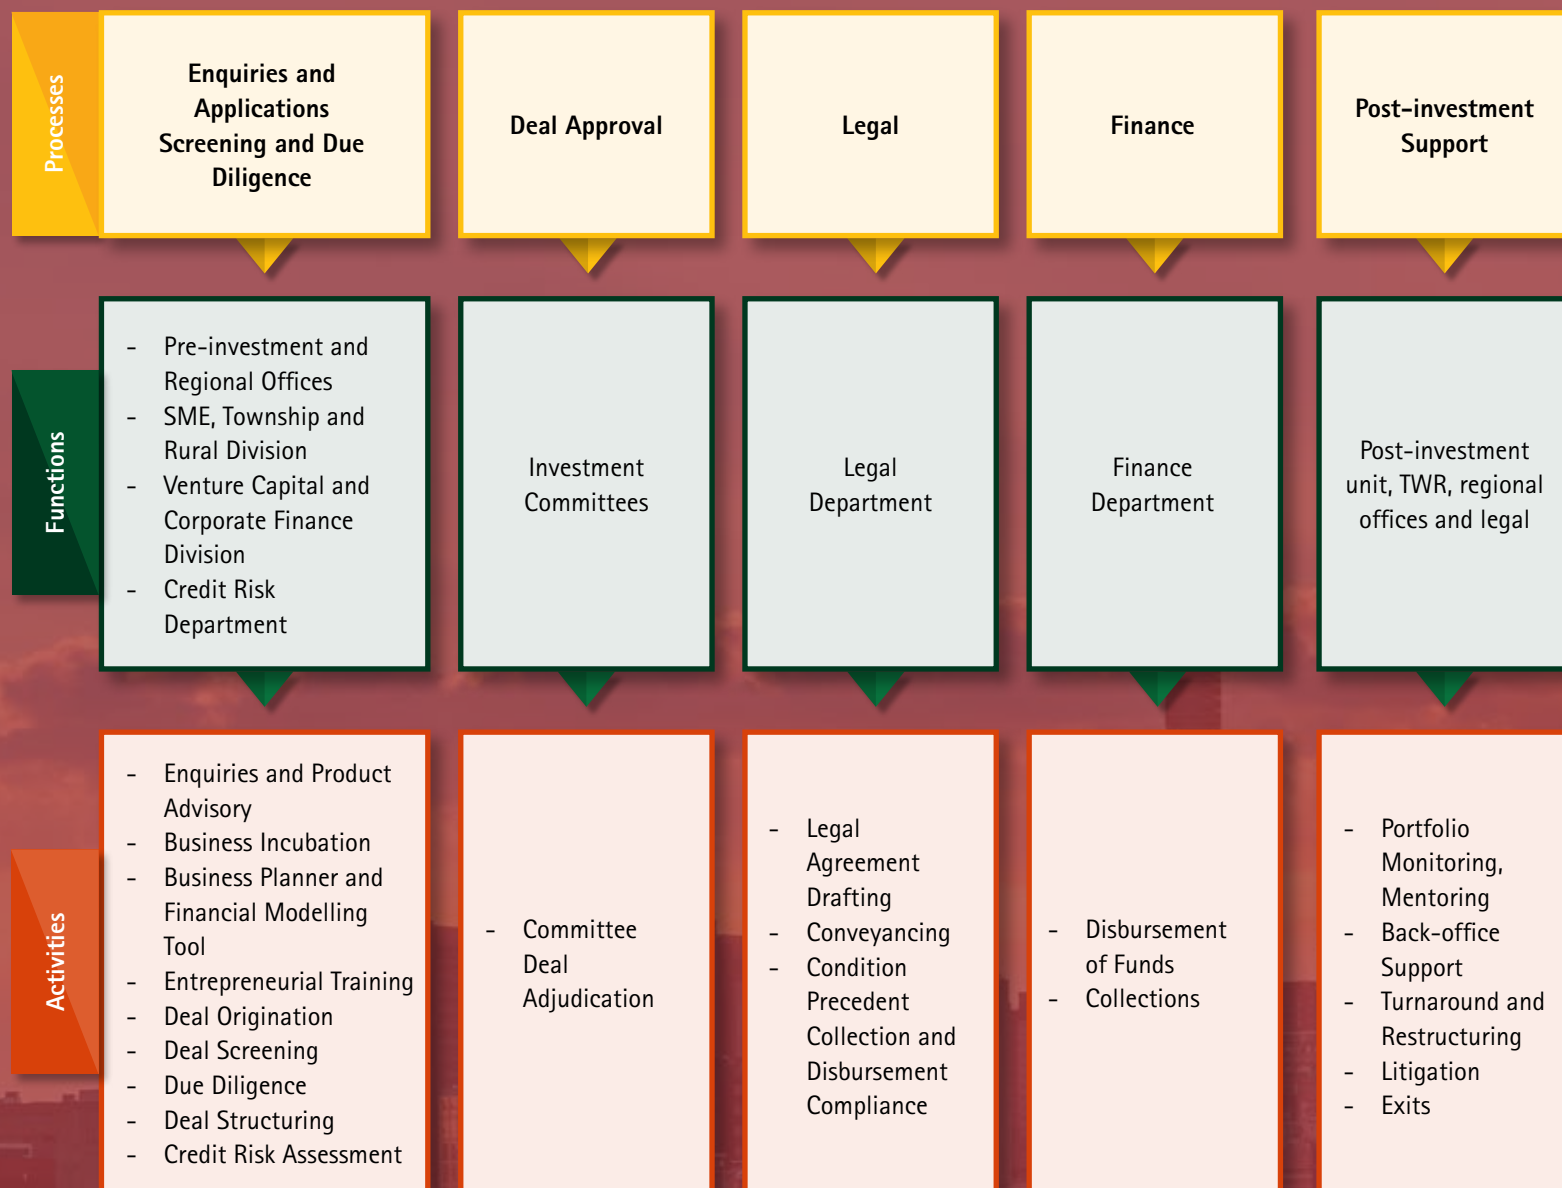 Processes
Enquiries and
Applications
Screening and Due
Diligence
Deal Approval
Legal
Finance
Post-investment
Support
Functions
- Pre-investment and
Regional Offices
- SME, Township and
Rural Division
- Venture Capital and
Corporate Finance
Division
- Credit Risk
Department
Investment
Committees
Legal
Department
Finance
Department
Post-investment
unit, TWR, regional
offices and legal
Activities
- Enquiries and Product
Advisory
- Business Incubation
- Business Planner and
Financial Modelling
Tool
- Entrepreneurial Training
- Deal Origination
- Deal Screening
- Due Diligence
- Deal Structuring
- Credit Risk Assessment
- Committee
Deal
Adjudication
- Legal
Agreement
Drafting
- Conveyancing
- Condition
Precedent
Collection and
Disbursement
Compliance
- Disbursement
of Funds
- Collections
- Portfolio
Monitoring,
Mentoring
- Back-office
Support
- Turnaround and
Restructuring
- Litigation
- Exits